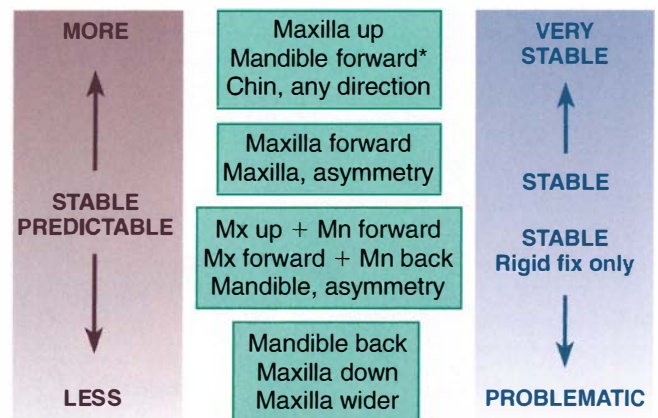 MORE
STABLE
PREDICTABLE
LESS
Maxilla up
Mandible forward*
Chin, any direction
Maxilla forward
Maxilla, asymmetry
Mx up + Mn forward
Mx forward + Mn back
Mandible, asymmetry
Mandible back
Maxilla down
Maxilla wider
VERY
STABLE
STABLE
STABLE
Rigid fix only
PROBLEMATIC